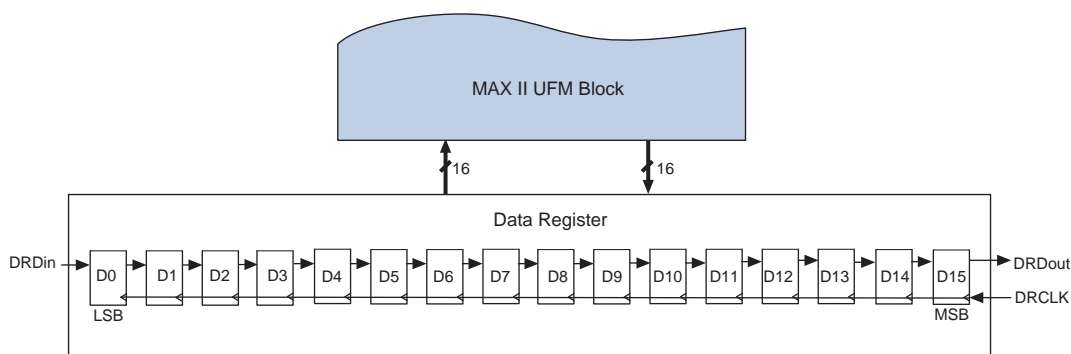 MAX II UFM Block
16 16
Data Register
DRDin D0 D1 D2 D3 D4 D5 D6 D7 D8 D9 D10 D11 D12 D13 D14 D15 DRDout
DRCLK
LSB MSB